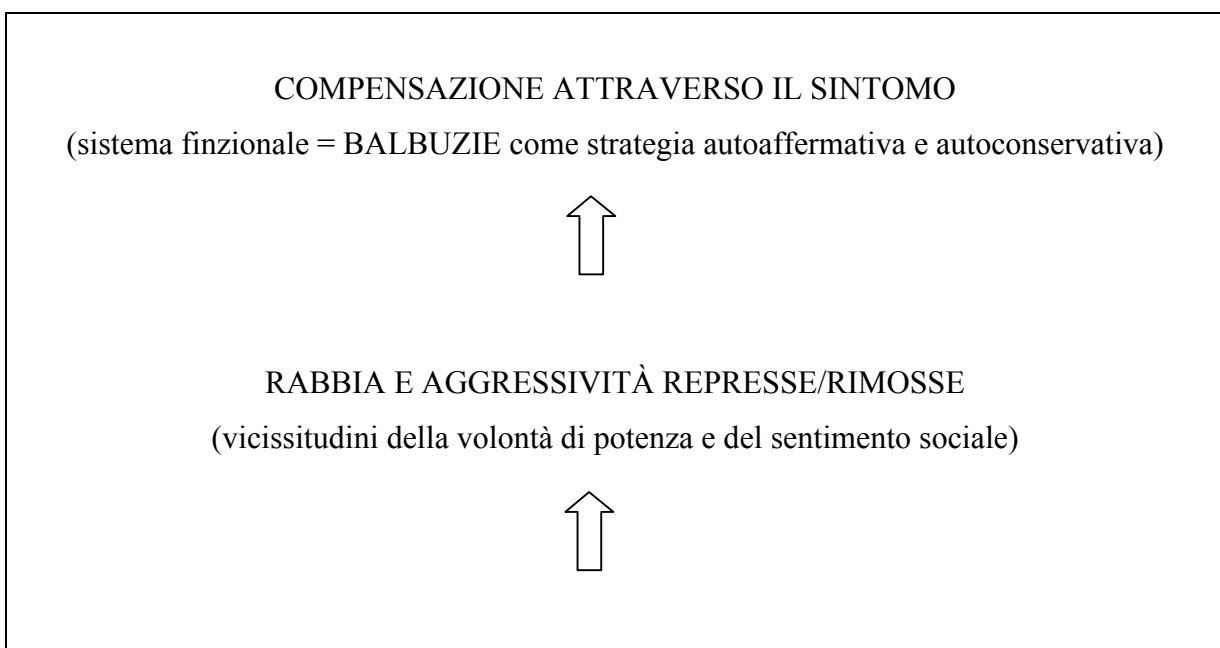 COMPENSAZIONE ATTRAVERSO IL SINTOMO
(sistema finzionale = BALBUZIE come strategia autoaffermativa e autoconservativa)
RABBIA E AGGRESSIVITÀ REPRESSE/RIMOSSE
(vicissitudini della volontà di potenza e del sentimento sociale)